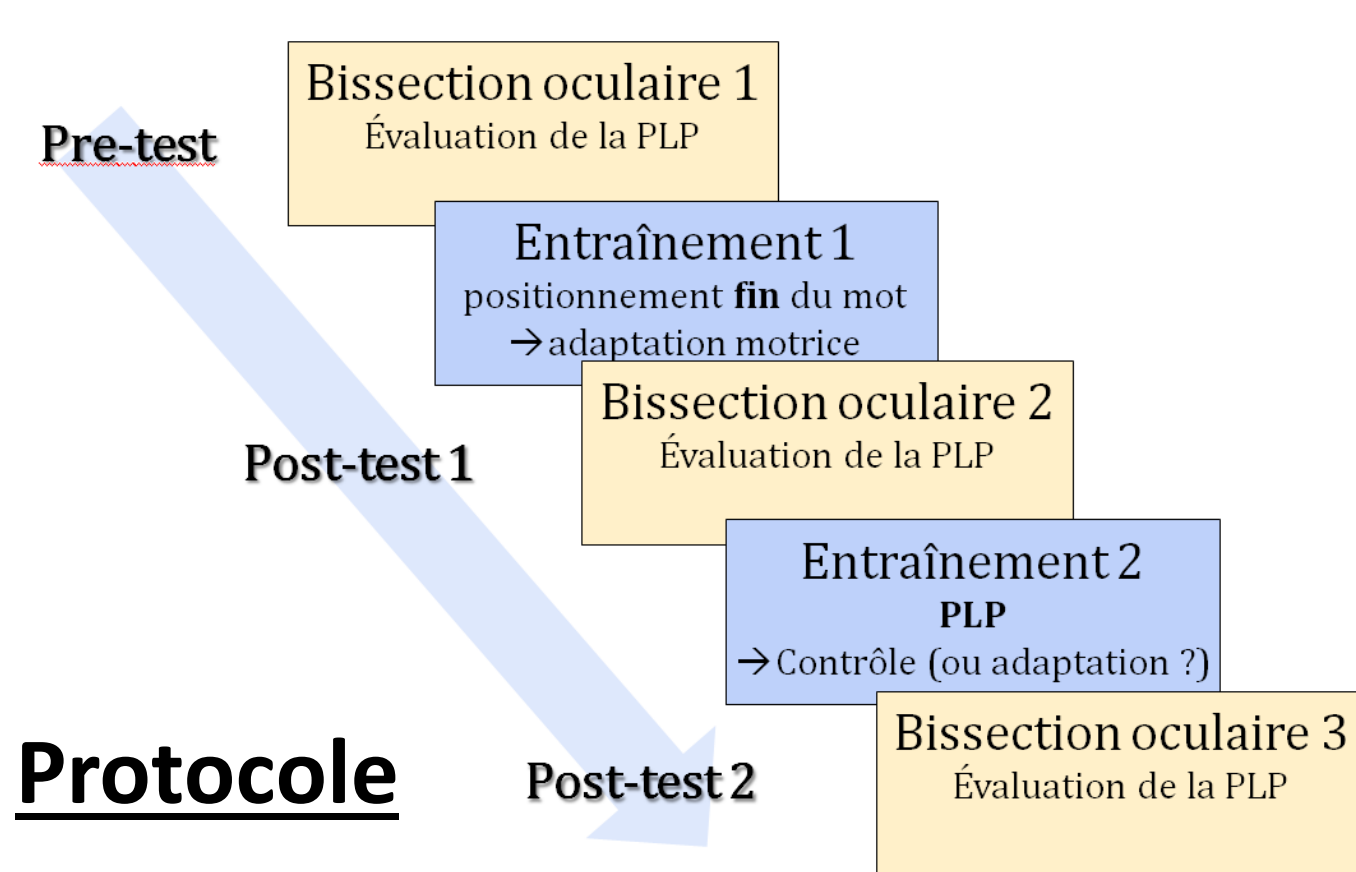 Bissection oculaire 1
Évaluation de la PLP
Pre-test
Entraînement 1
positionnement fin du mot
→ adaptation motrice
Bissection oculaire 2
Évaluation de la PLP
Post-test 1
Entraînement 2
PLP
→ Contrôle (ou adaptation ?)
Bissection oculaire 3
Évaluation de la PLP
Post-test 2
Protocole